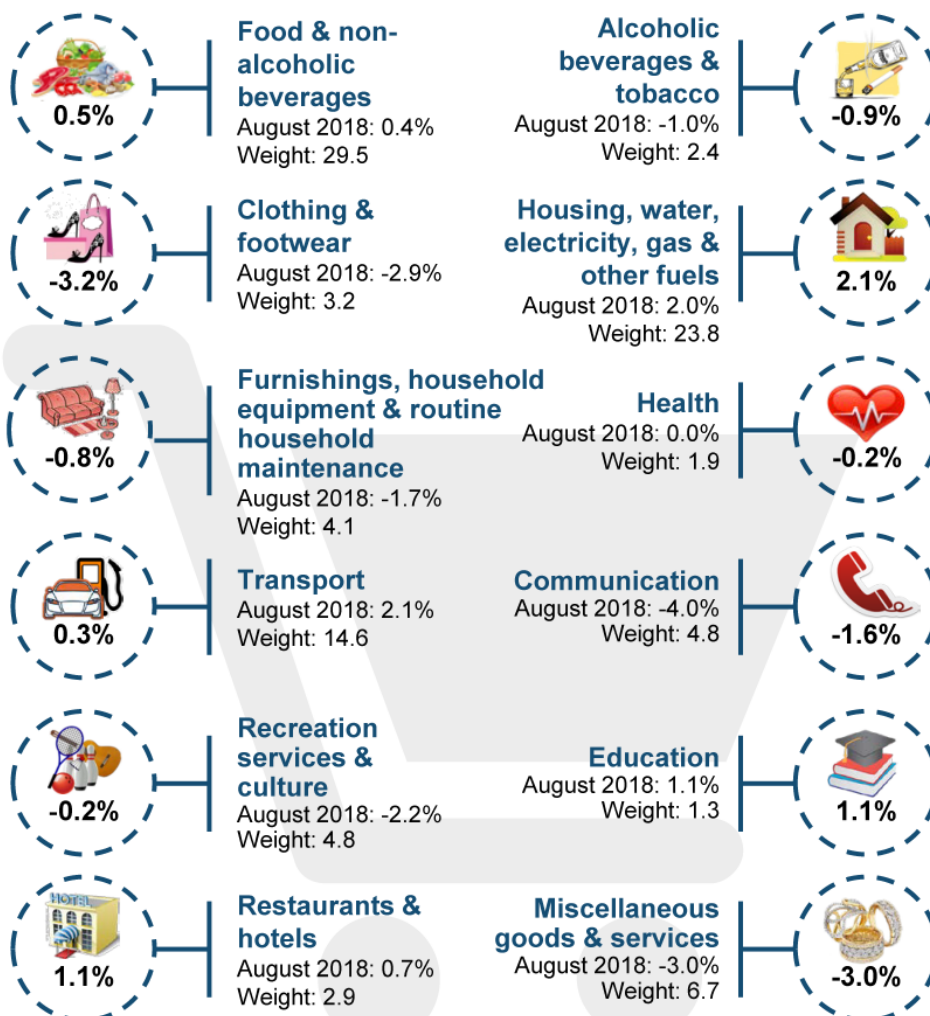 Food & non-
alcoholic
beverages
August 2018: 0.4%
Weight: 29.5
0.5%
Alcoholic
beverages &
tobacco
August 2018: -1.0%
Weight: 2.4
-0.9%
Clothing &
footwear
August 2018: -2.9%
Weight: 3.2
-3.2%
Housing, water,
electricity, gas &
other fuels
August 2018: 2.0%
Weight: 23.8
2.1%
Furnishings, household
equipment & routine
household
maintenance
August 2018: -1.7%
Weight: 4.1
-0.8%
Health
August 2018: 0.0%
Weight: 1.9
-0.2%
Transport
August 2018: 2.1%
Weight: 14.6
0.3%
Communication
August 2018: -4.0%
Weight: 4.8
-1.6%
Recreation
services &
culture
August 2018: -2.2%
Weight: 4.8
-0.2%
Education
August 2018: 1.1%
Weight: 1.3
1.1%
HOTEL
Restaurants &
hotels
August 2018: 0.7%
Weight: 2.9
1.1%
Miscellaneous
goods & services
August 2018: -3.0%
Weight: 6.7
-3.0%